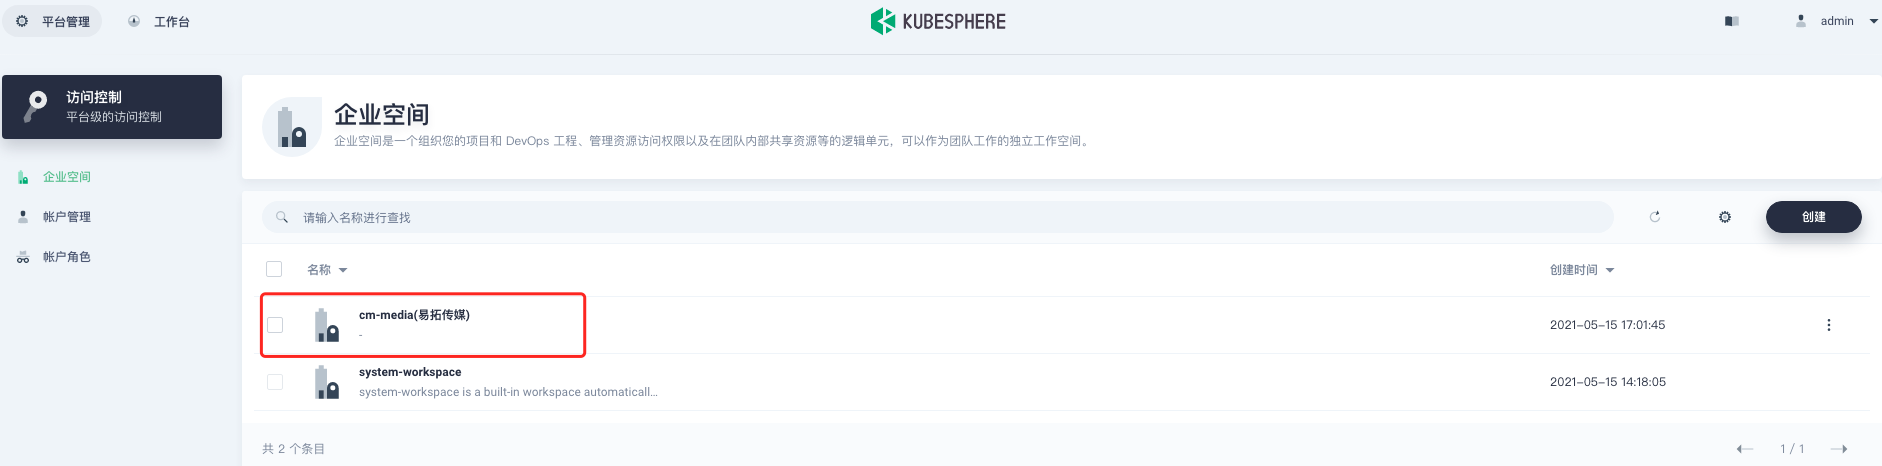 平台管理
工作台
KUBESPHERE
admin
访问控制
平台级的访问控制
企业空间
帐户管理
帐户角色
企业空间
企业空间是一个组织您的项目和 DevOps 工程、管理资源访问权限以及在团队内部共享资源等的逻辑单元，可以作为团队工作的独立工作空间。
请输入名称进行查找
创建
名称
创建时间
cm-media(易拓传媒)
-
2021-05-15 17:01:45
system-workspace
system-workspace is a built-in workspace automaticall...
2021-05-15 14:18:05
共 2 个条目
1 / 1